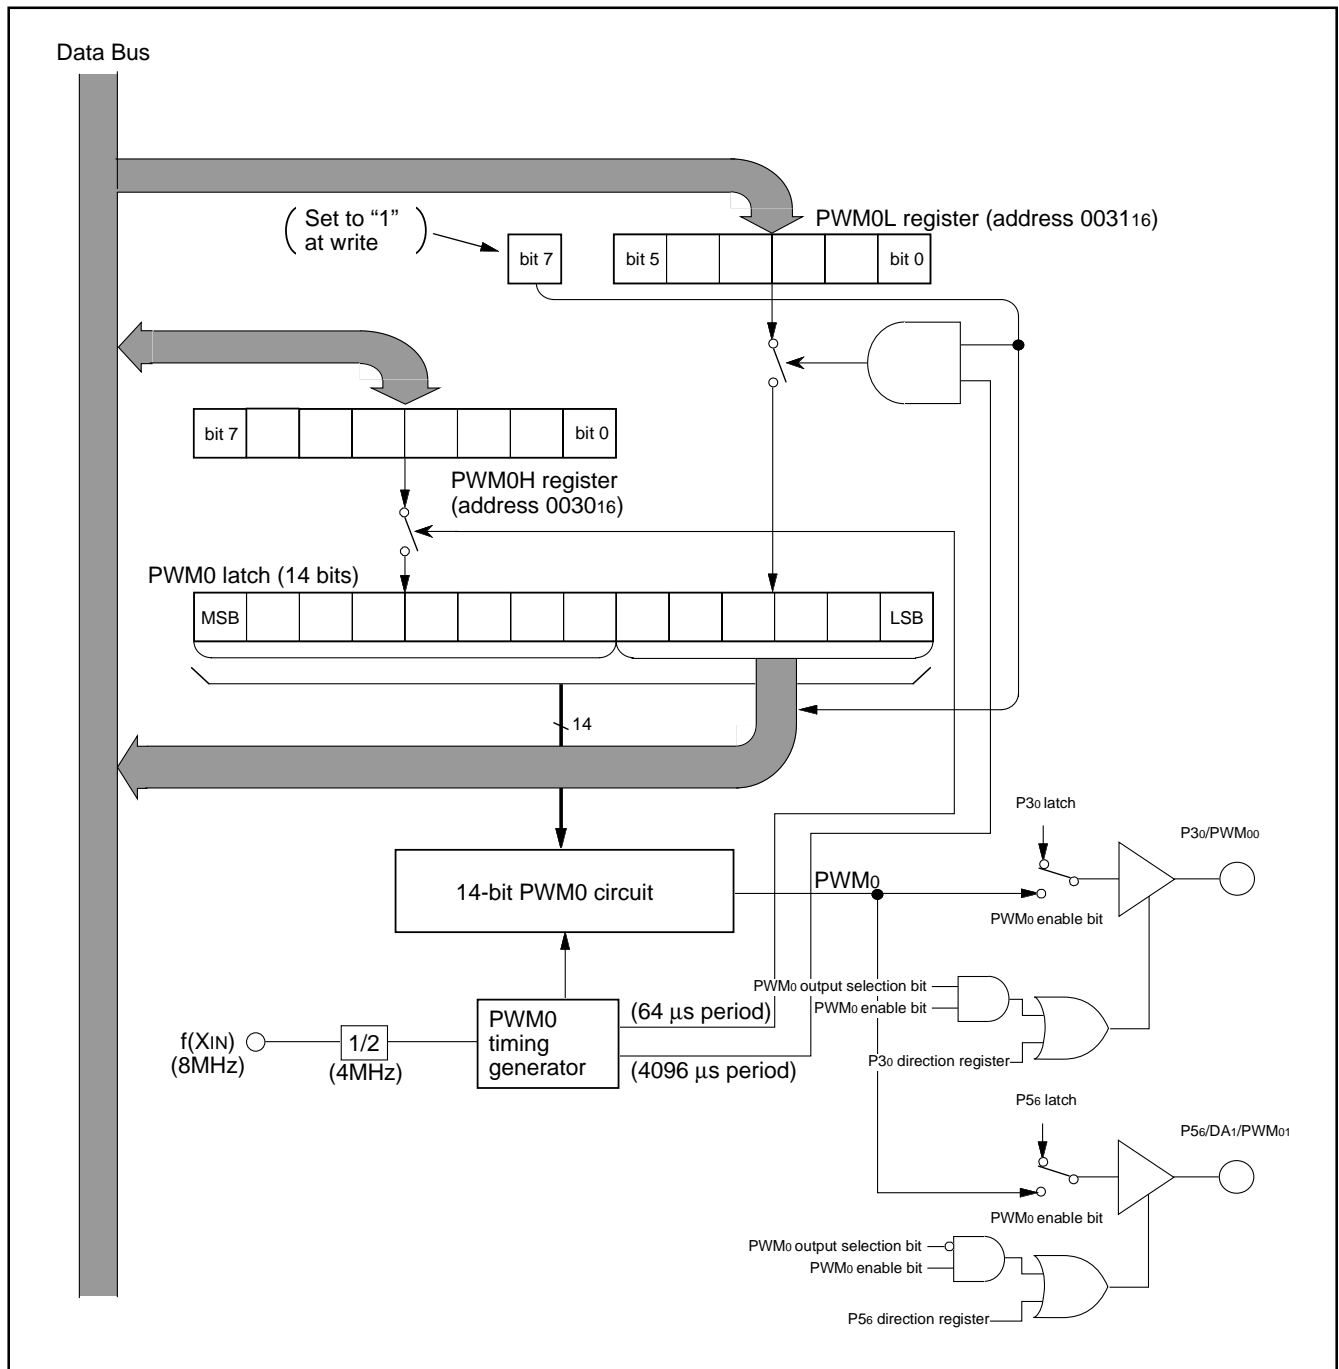 Data Bus
( Set to “1”
at write )
PWM0L register (address 003116)
bit 7
bit 5
bit 0
bit 7
bit 0
PWM0H register
(address 003016)
PWM0 latch (14 bits)
MSB
LSB
14
14-bit PWM0 circuit
PWM0
P30 latch
P30/PWM00
PWM0 enable bit
PWM0 output selection bit
PWM0 enable bit
P30 direction register
f(XIN)
(8MHz)
1/2
(4MHz)
PWM0
timing
generator
(64 μs period)
(4096 μs period)
P56 latch
P56/DA1/PWM01
PWM0 enable bit
PWM0 output selection bit
PWM0 enable bit
P56 direction register